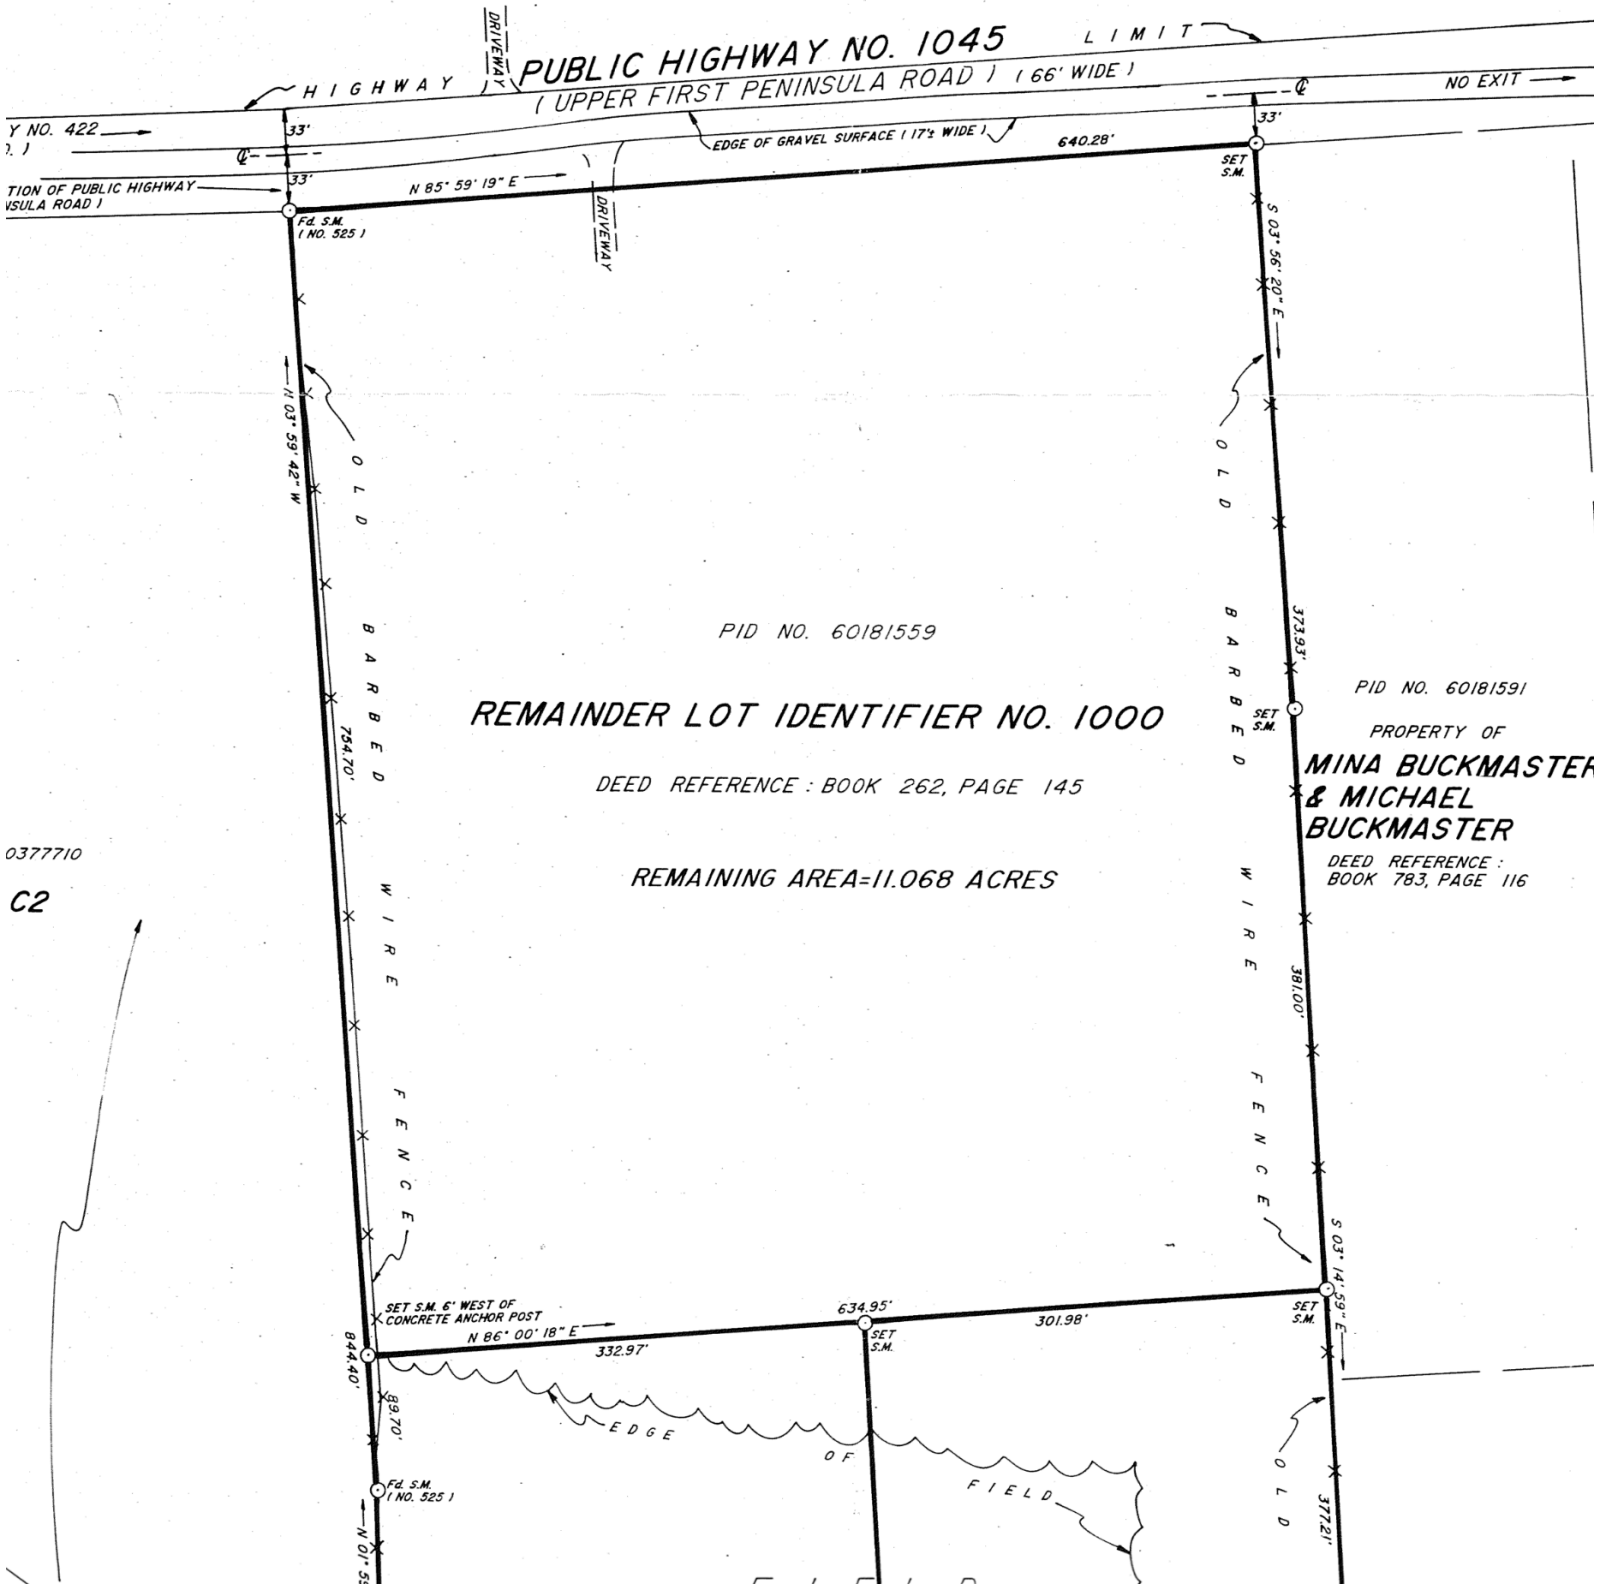 DRIVEWAY
PUBLIC HIGHWAY NO. 1045
LIMIT
HIGHWAY
( UPPER FIRST PENINSULA ROAD ) ( 66' WIDE )
NO EXIT
Y NO. 422
33'
33'
EDGE OF GRAVEL SURFACE ( 17'± WIDE )
640.28'
TION OF PUBLIC HIGHWAY
NSULA ROAD )
33'
N 85° 59' 19" E
SET
S.M.
Fd. S.M.
( NO. 525 )
DRIVEWAY
S 03° 56' 20" E
N 03° 59' 42" W
OLD BARBED WIRE FENCE
OLD BARBED WIRE FENCE
373.93'
PID NO. 60181559
REMAINDER LOT IDENTIFIER NO. 1000
DEED REFERENCE : BOOK 262, PAGE 145
REMAINING AREA=11.068 ACRES
754.70'
SET
S.M.
PID NO. 60181591
PROPERTY OF
MINA BUCKMASTER
& MICHAEL
BUCKMASTER
DEED REFERENCE :
BOOK 783, PAGE 116
0377710
C2
381.00'
S 03° 14' 59" E
SET S.M. 6' WEST OF
CONCRETE ANCHOR POST
N 86° 00' 18" E
634.95'
332.97'
301.98'
SET
S.M.
SET
S.M.
844.40'
89.70'
EDGE OF FIELD
Fd. S.M.
( NO. 525 )
OLD
377.21'
N 01° 59